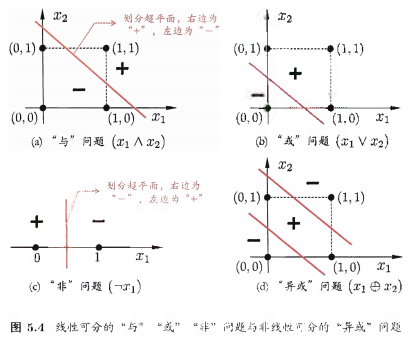 x₂
划分超平面，右边为
“+”，左边为“−”
(0,1)
(1,1)
+
−
(0,0)
(1,0)
x₁
(a) “与”问题 (x₁ ∧ x₂)
x₂
(0,1)
(1,1)
+
−
(0,0)
(1,0)
x₁
(b) “或”问题 (x₁ ∨ x₂)
划分超平面，右边为
“−”，左边为“+”
+
−
0
1
x₁
(c) “非”问题 (¬x₁)
x₂
−
(0,1)
(1,1)
+
−
(0,0)
(1,0)
x₁
(d) “异或”问题 (x₁ ⊕ x₂)
图 5.4 线性可分的“与”“或”“非”问题与非线性可分的“异或”问题